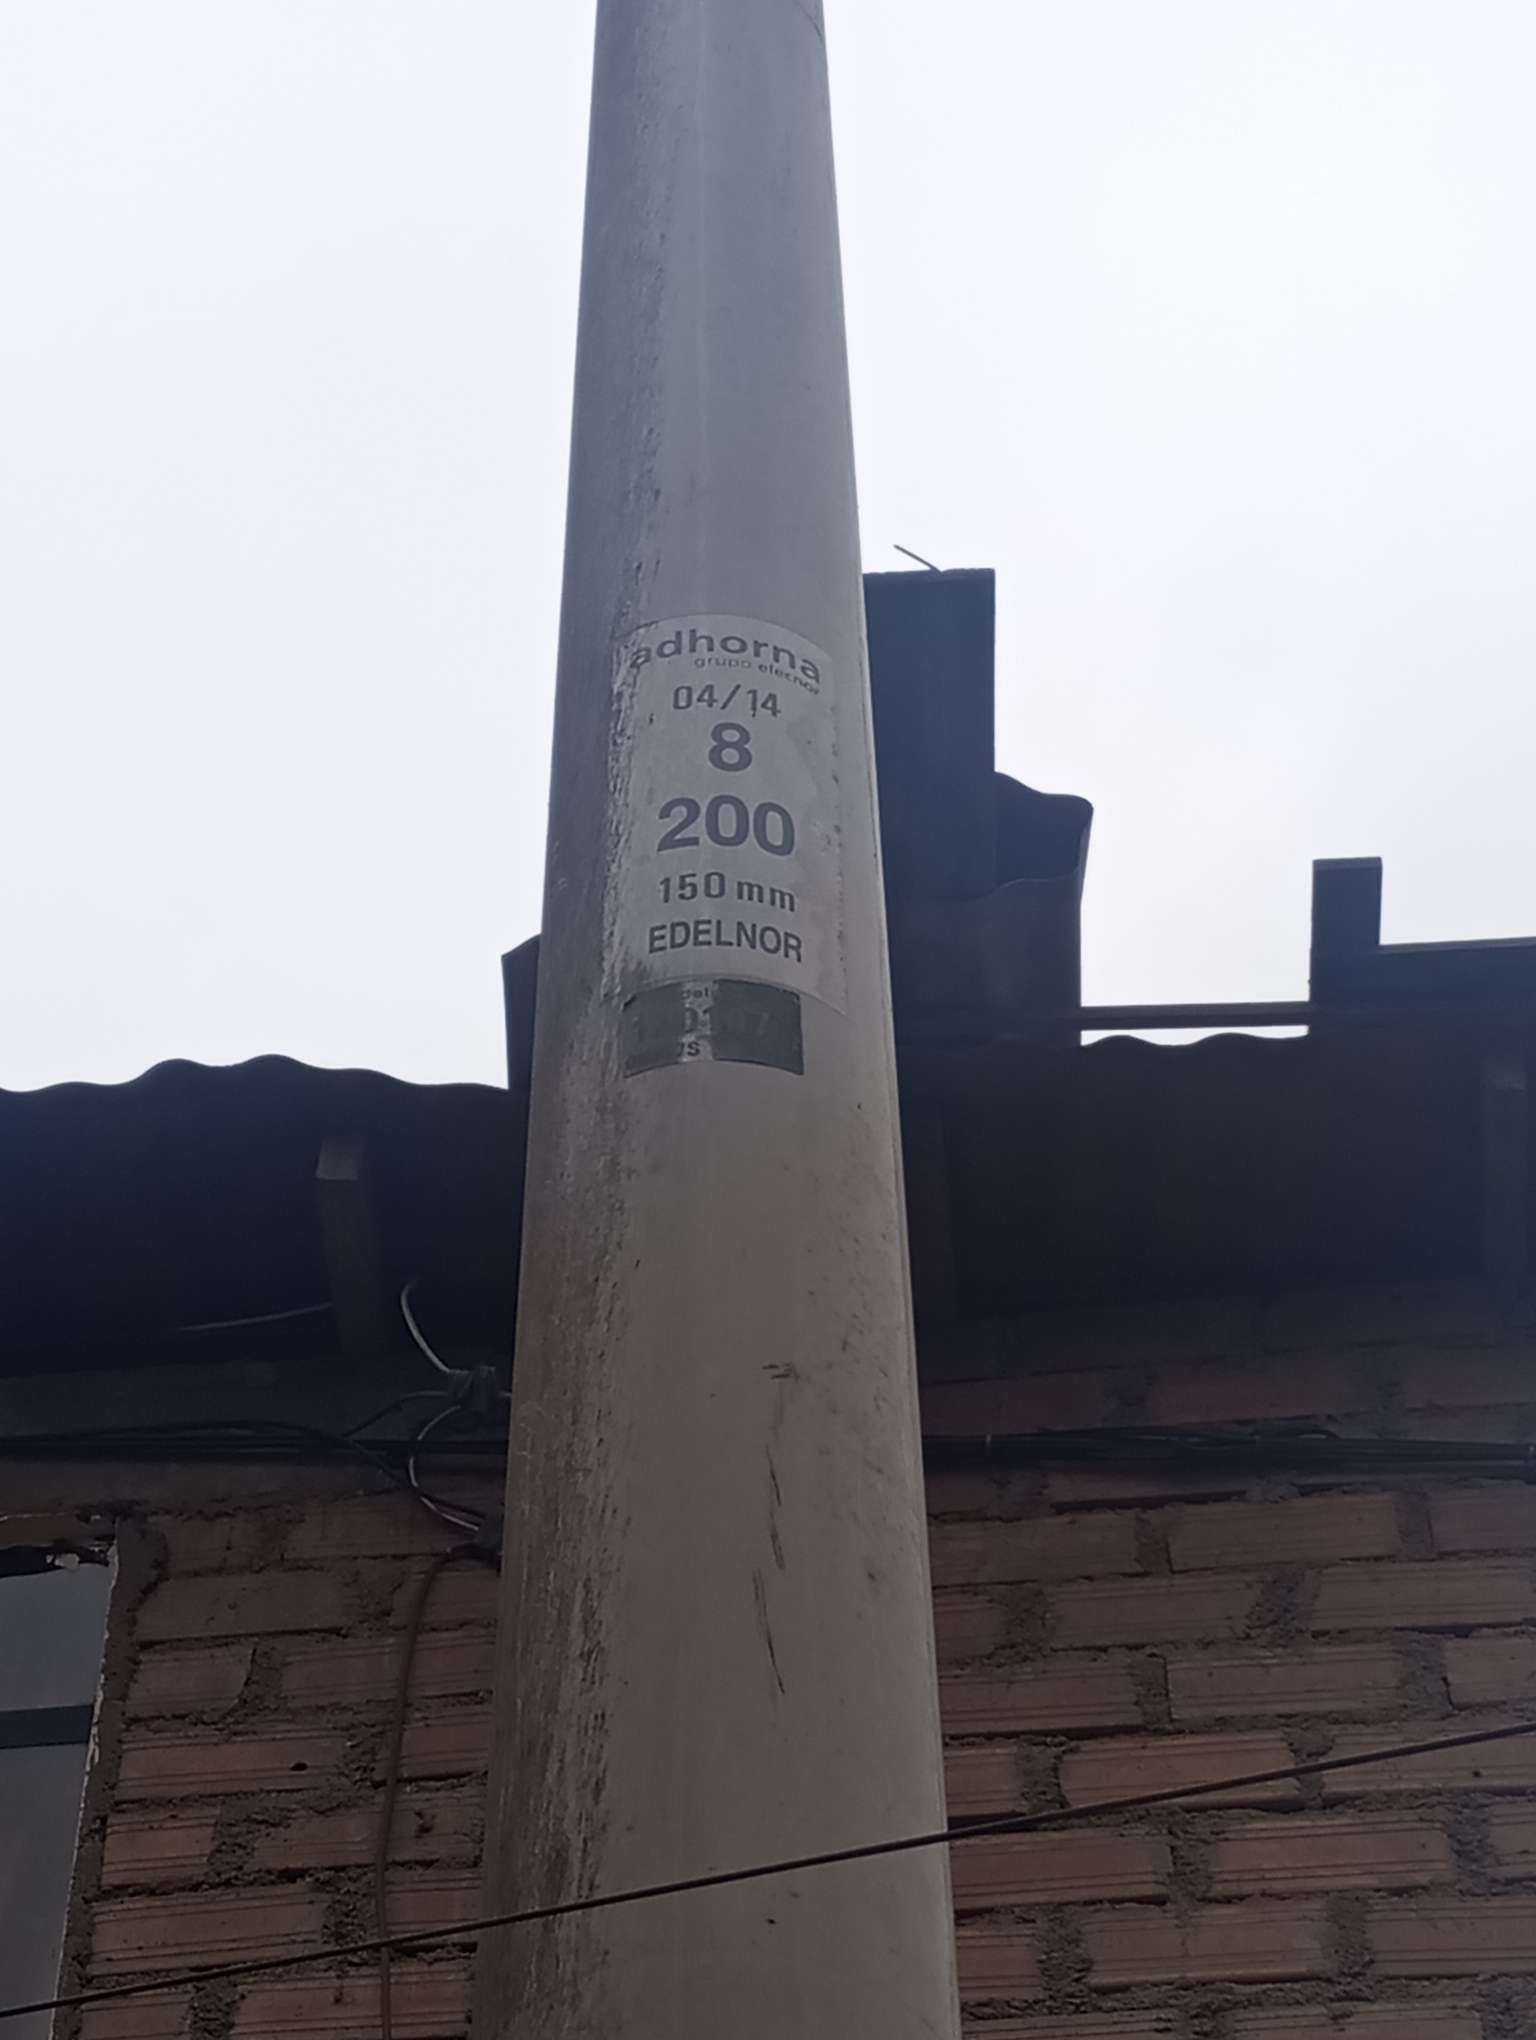 adhorna
grupo elecnor
04/14
8
200
150 mm
EDELNOR